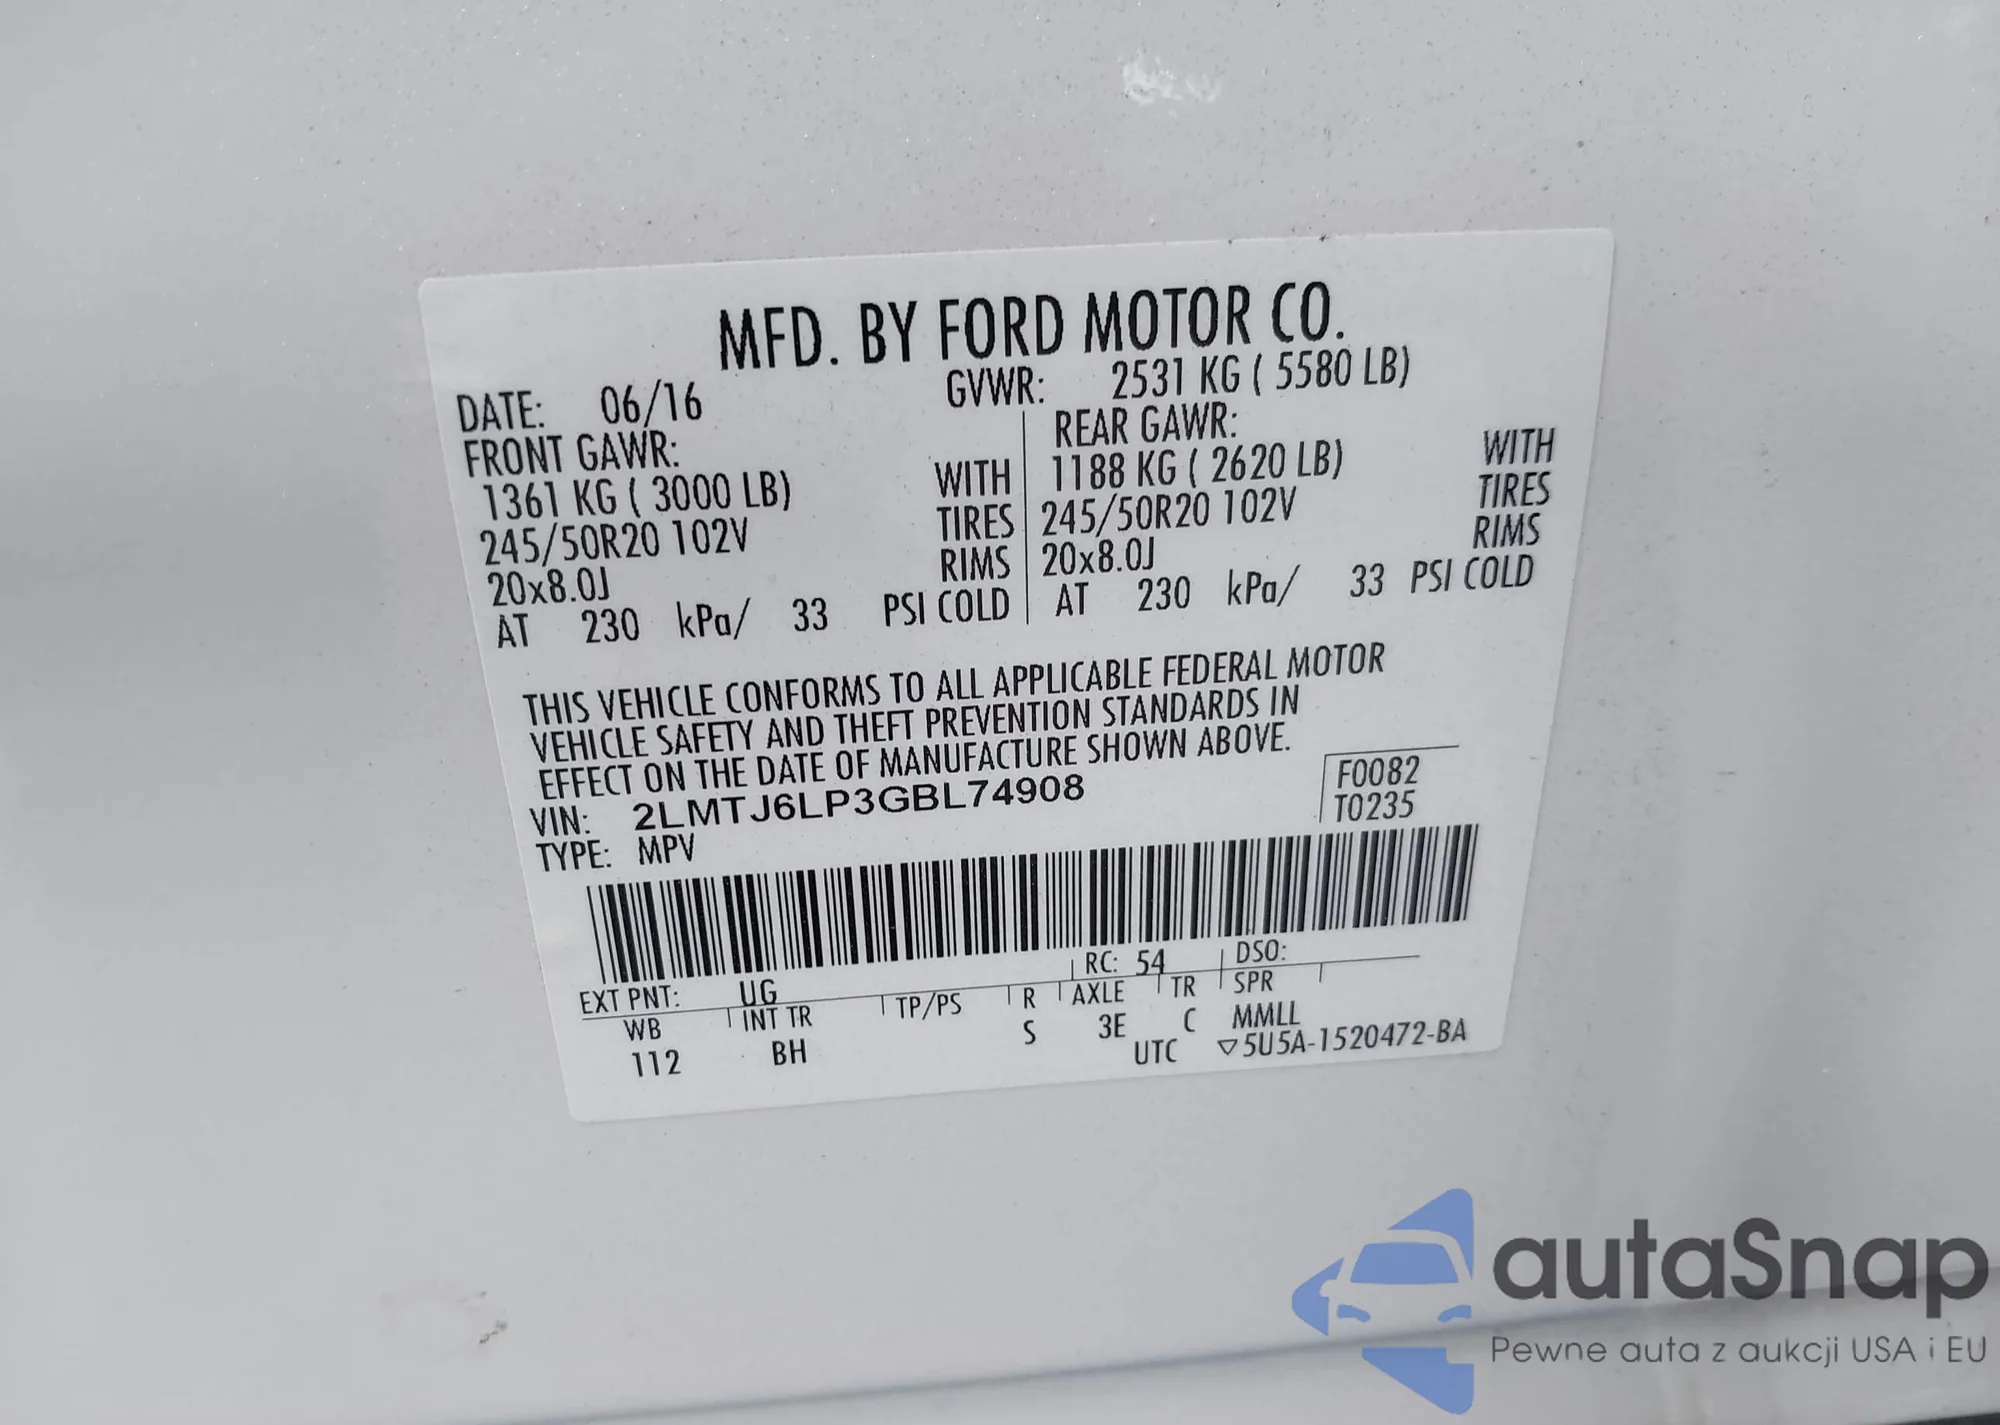 MFD. BY FORD MOTOR CO.
DATE: 06/16 GVWR: 2531 KG ( 5580 LB)
FRONT GAWR: REAR GAWR:
1361 KG ( 3000 LB) WITH 1188 KG ( 2620 LB) WITH
245/50R20 102V TIRES 245/50R20 102V TIRES
20x8.0J RIMS 20x8.0J RIMS
AT 230 kPa/ 33 PSI COLD AT 230 kPa/ 33 PSI COLD
THIS VEHICLE CONFORMS TO ALL APPLICABLE FEDERAL MOTOR
VEHICLE SAFETY AND THEFT PREVENTION STANDARDS IN
EFFECT ON THE DATE OF MANUFACTURE SHOWN ABOVE.
VIN: 2LMTJ6LP3GBL74908 F0082
TYPE: MPV T0235
EXT PNT: UG RC: 54 DSO:
WB INT TR TP/PS R AXLE TR SPR
112 BH S 3E C MMLL
UTC ▽5U5A-1520472-BA
autaSnap
Pewne auta z aukcji USA i EU